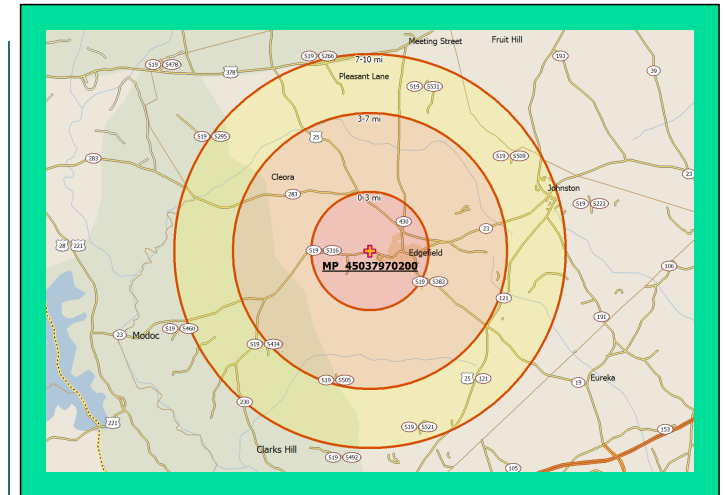 Meeting Street
Fruit Hill
S19 S266
193
7-10 mi
S19 S478
378
39
Pleasant Lane
S19 S531
3-7 mi
S19 S295
25
283
S19 S509
23
Cleora
Johnston
283
0-3 mi
S19 S222
430
23
28 221
S19 S316
Edgefield
MP 45037970200
106
S19 S382
121
191
23
Modoc
S19 S460
S19 S434
S19 S505
25 121
19
Eureka
230
221
S19 S521
153
Clarks Hill
S19 S492
105